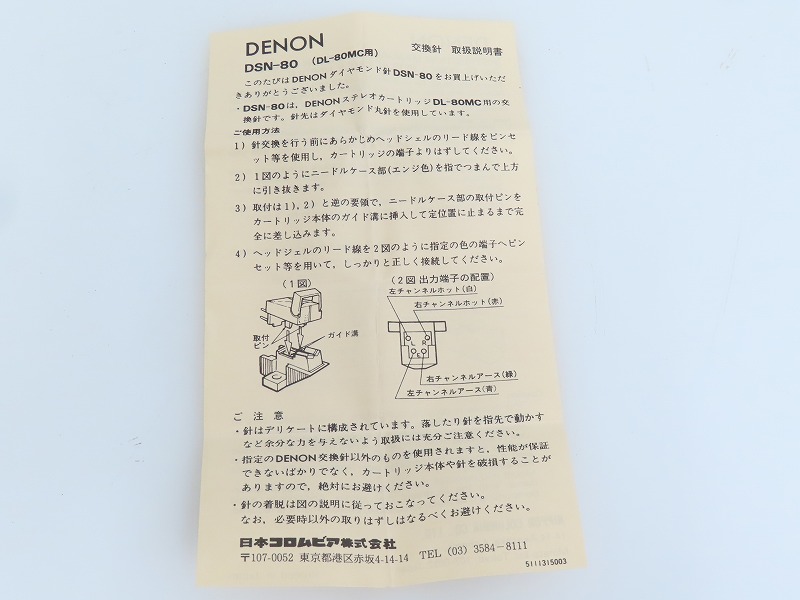 DENON
DSN-80 (DL-80MC用)
交換針 取扱説明書
このたびはDENONダイヤモンド針DSN-80をお買上げいただ
きありがとうございました。
・DSN-80は, DENONステレオカートリッジDL-80MC用の交
換針です。針先はダイヤモンド丸針を使用しています。
ご使用方法
1) 針交換を行う前にあらかじめヘッドシェルのリード線をピンセ
ット等を使用し, カートリッジの端子よりはずしてください。
2) 1図のようにニードルケース部(エンジ色)を指でつまんで上方
に引き抜きます。
3) 取付は1), 2) と逆の要領で, ニードルケース部の取付ピンを
カートリッジ本体のガイド溝に挿入して定位置に止まるまで完
全に差し込みます。
4) ヘッドジェルのリード線を2図のように指定の色の端子へピン
セット等を用いて, しっかりと正しく接続してください。
(1図)
取付
ピン
ガイド溝
(2図 出力端子の配置)
左チャンネルホット(白)
右チャンネルホット(赤)
L R
E
右チャンネルアース(緑)
左チャンネルアース(青)
ご注意
・針はデリケートに構成されています。落したり針を指先で動かす
など余分な力を与えないよう取扱には充分ご注意ください。
・指定のDENON交換針以外のものを使用されますと, 性能が保証
できないばかりでなく, カートリッジ本体や針を破損することが
ありますので, 絶対にお避けください。
・針の着脱は図の説明に従っておこなってください。
なお, 必要時以外の取りはずしはなるべくお避けください。
日本コロムビア株式会社
〒107-0052 東京都港区赤坂4-14-14 TEL (03) 3584-8111
5111315003